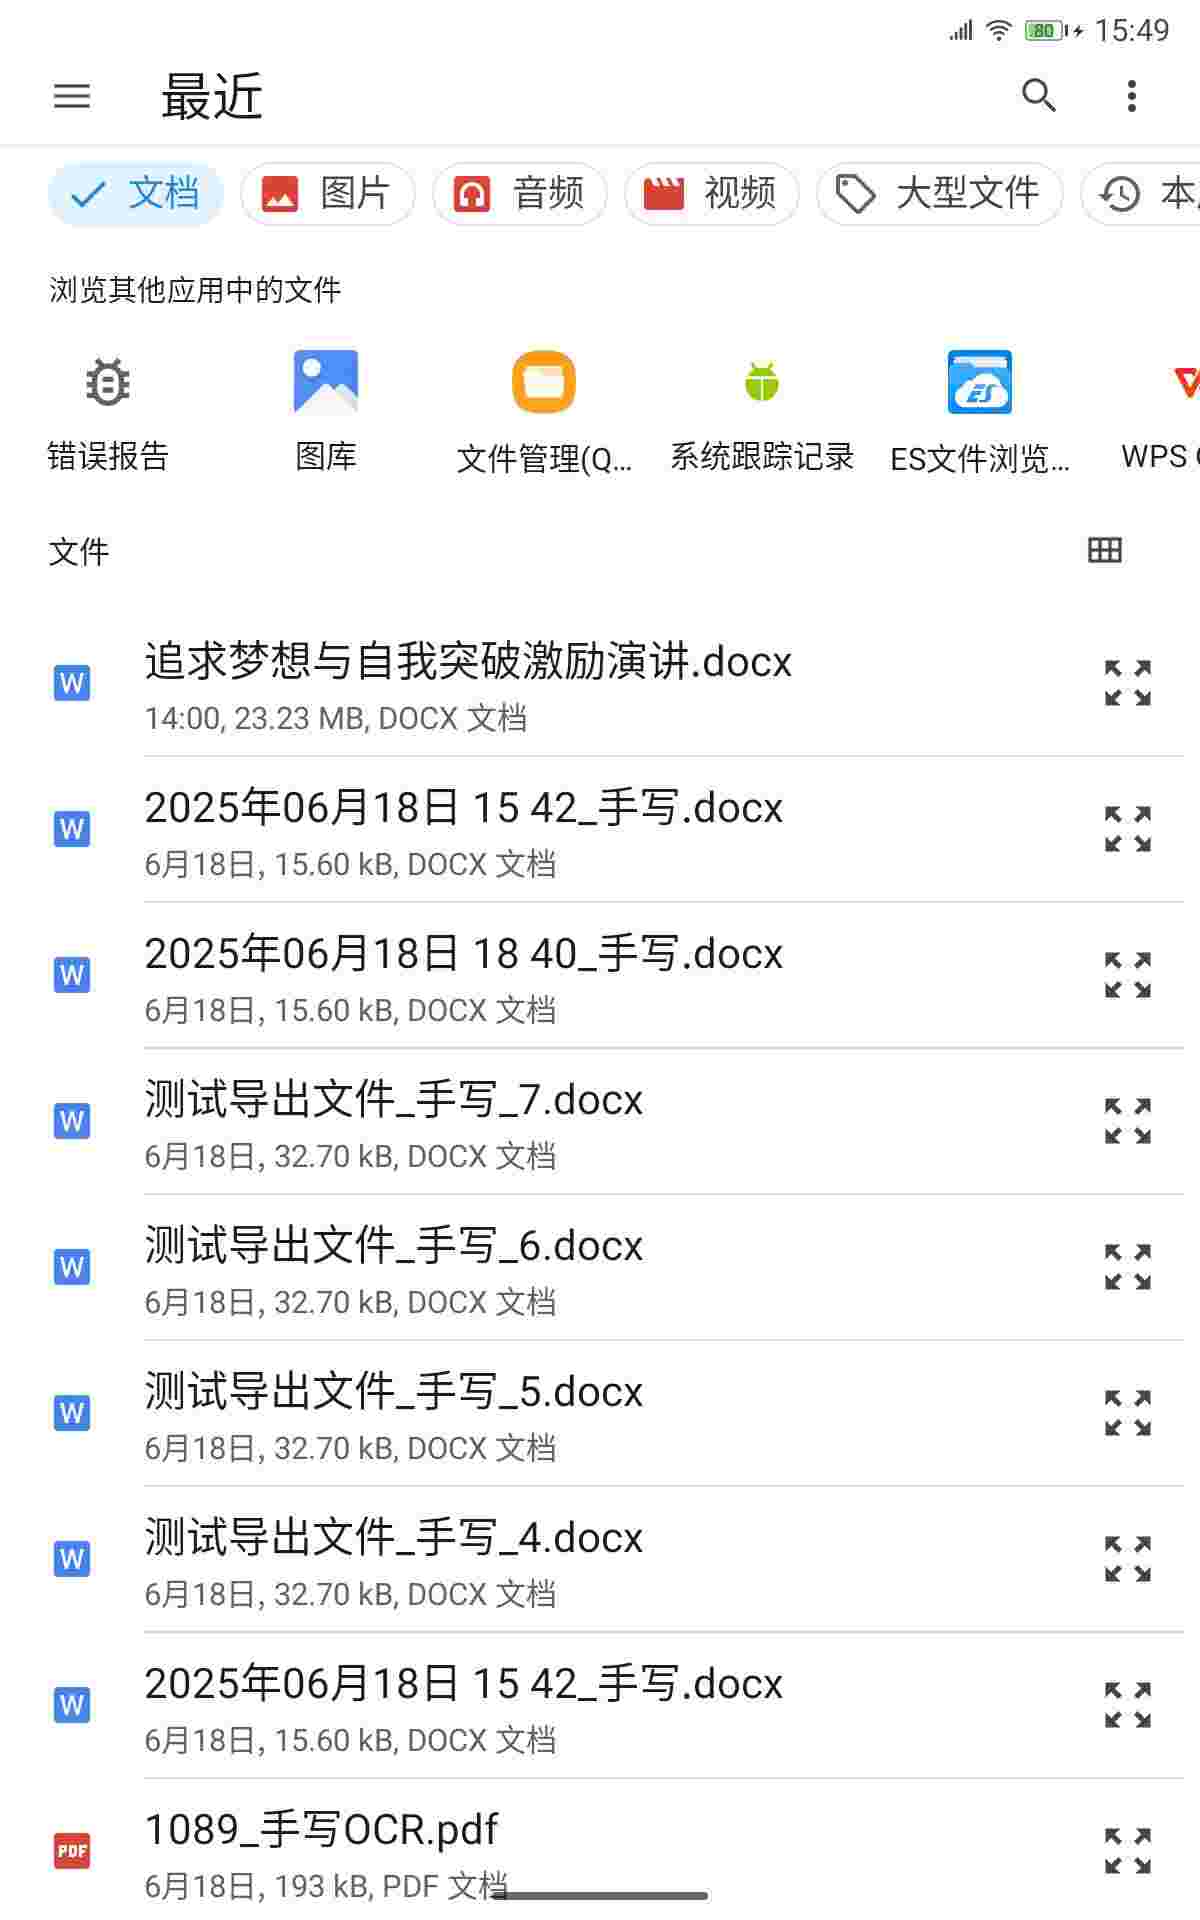 80 15:49
最近
文档 图片 音频 视频 大型文件 本
浏览其他应用中的文件
错误报告 图库 文件管理(Q... 系统跟踪记录 ES文件浏览... WPS
文件
追求梦想与自我突破激励演讲.docx
14:00, 23.23 MB, DOCX 文档
2025年06月18日 15 42_手写.docx
6月18日, 15.60 kB, DOCX 文档
2025年06月18日 18 40_手写.docx
6月18日, 15.60 kB, DOCX 文档
测试导出文件_手写_7.docx
6月18日, 32.70 kB, DOCX 文档
测试导出文件_手写_6.docx
6月18日, 32.70 kB, DOCX 文档
测试导出文件_手写_5.docx
6月18日, 32.70 kB, DOCX 文档
测试导出文件_手写_4.docx
6月18日, 32.70 kB, DOCX 文档
2025年06月18日 15 42_手写.docx
6月18日, 15.60 kB, DOCX 文档
1089_手写OCR.pdf
6月18日, 193 kB, PDF 文档